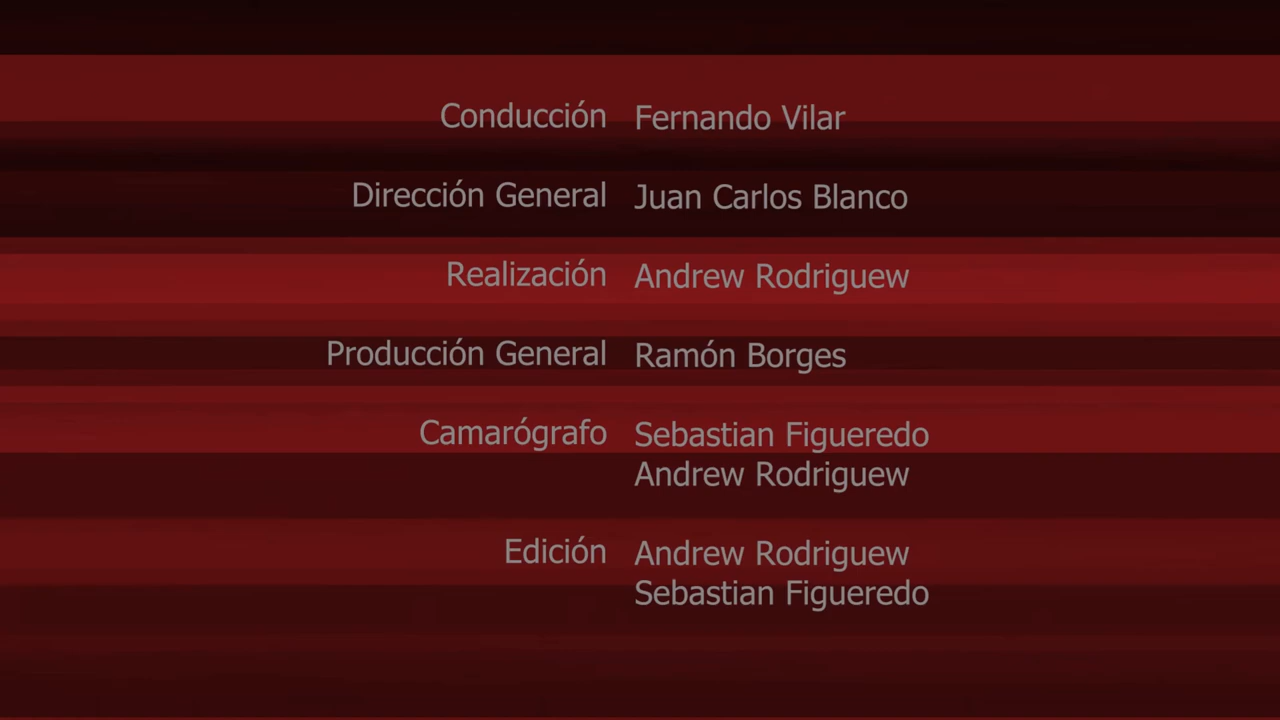 Conducción Fernando Vilar
Dirección General Juan Carlos Blanco
Realización Andrew Rodriguew
Producción General Ramón Borges
Camarógrafo Sebastian Figueredo
Andrew Rodriguew
Edición Andrew Rodriguew
Sebastian Figueredo